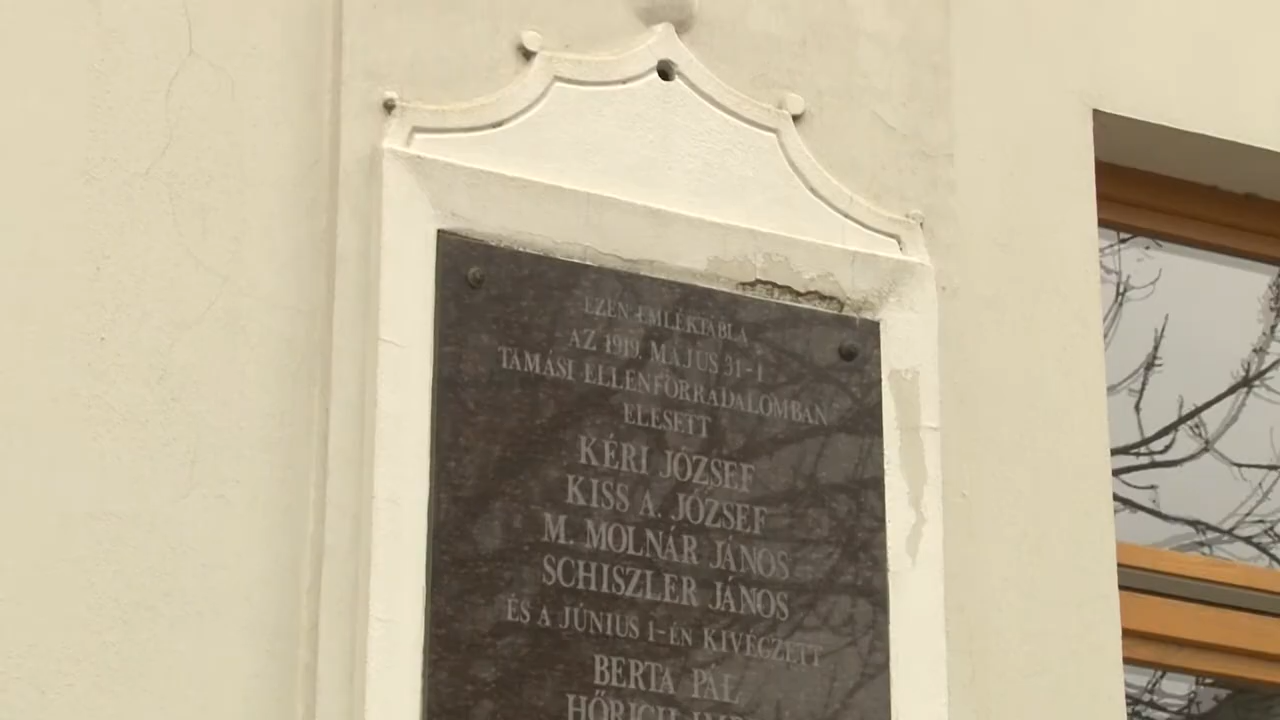 EZEN EMLÉKTÁBLA
AZ 1919. MÁJUS 31-I
TAMÁSI ELLENFORRADALOMBAN
ELESETT
KÉRI JÓZSEF
KISS A. JÓZSEF
M. MOLNÁR JÁNOS
SCHISZLER JÁNOS
ÉS A JÚNIUS 1-ÉN KIVÉGZETT
BERTA PÁL
HŐRICH